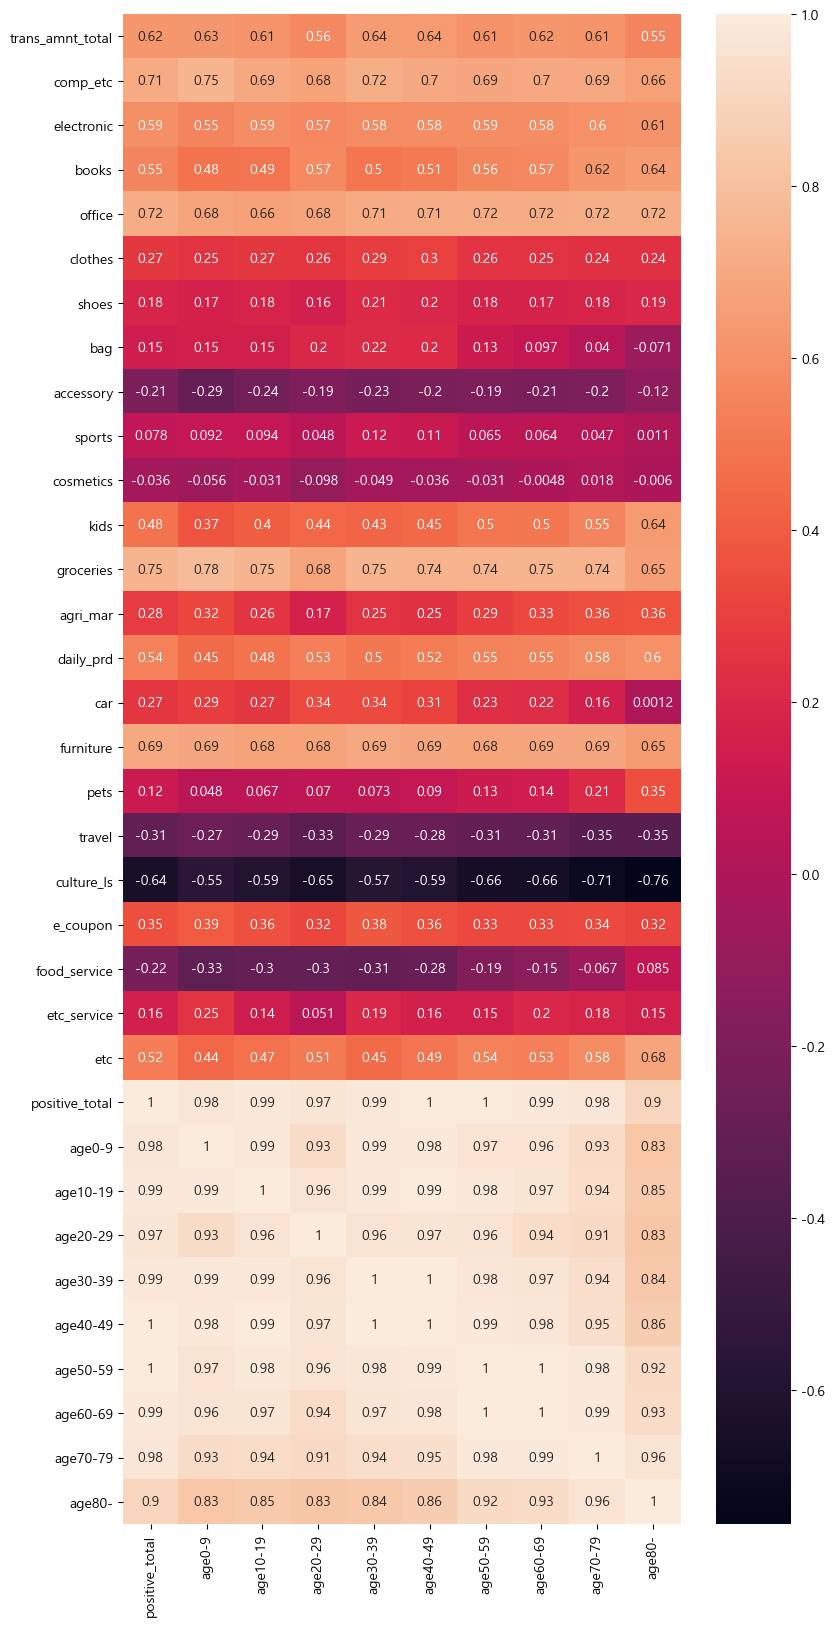 trans_amnt_total 0.62 0.63 0.61 0.56 0.64 0.64 0.61 0.62 0.61 0.55
comp_etc 0.71 0.75 0.69 0.68 0.72 0.7 0.69 0.7 0.69 0.66
electronic 0.59 0.55 0.59 0.57 0.58 0.58 0.59 0.58 0.6 0.61
books 0.55 0.48 0.49 0.57 0.5 0.51 0.56 0.57 0.62 0.64
office 0.72 0.68 0.66 0.68 0.71 0.71 0.72 0.72 0.72 0.72
clothes 0.27 0.25 0.27 0.26 0.29 0.3 0.26 0.25 0.24 0.24
shoes 0.18 0.17 0.18 0.16 0.21 0.2 0.18 0.17 0.18 0.19
bag 0.15 0.15 0.15 0.2 0.22 0.2 0.13 0.097 0.04 -0.071
accessory -0.21 -0.29 -0.24 -0.19 -0.23 -0.2 -0.19 -0.21 -0.2 -0.12
sports 0.078 0.092 0.094 0.048 0.12 0.11 0.065 0.064 0.047 0.011
cosmetics -0.036 -0.056 -0.031 -0.098 -0.049 -0.036 -0.031 -0.0048 0.018 -0.006
kids 0.48 0.37 0.4 0.44 0.43 0.45 0.5 0.5 0.55 0.64
groceries 0.75 0.78 0.75 0.68 0.75 0.74 0.74 0.75 0.74 0.65
agri_mar 0.28 0.32 0.26 0.17 0.25 0.25 0.29 0.33 0.36 0.36
daily_prd 0.54 0.45 0.48 0.53 0.5 0.52 0.55 0.55 0.58 0.6
car 0.27 0.29 0.27 0.34 0.34 0.31 0.23 0.22 0.16 0.0012
furniture 0.69 0.69 0.68 0.68 0.69 0.69 0.68 0.69 0.69 0.65
pets 0.12 0.048 0.067 0.07 0.073 0.09 0.13 0.14 0.21 0.35
travel -0.31 -0.27 -0.29 -0.33 -0.29 -0.28 -0.31 -0.31 -0.35 -0.35
culture_ls -0.64 -0.55 -0.59 -0.65 -0.57 -0.59 -0.66 -0.66 -0.71 -0.76
e_coupon 0.35 0.39 0.36 0.32 0.38 0.36 0.33 0.33 0.34 0.32
food_service -0.22 -0.33 -0.3 -0.3 -0.31 -0.28 -0.19 -0.15 -0.067 0.085
etc_service 0.16 0.25 0.14 0.051 0.19 0.16 0.15 0.2 0.18 0.15
etc 0.52 0.44 0.47 0.51 0.45 0.49 0.54 0.53 0.58 0.68
positive_total 1 0.98 0.99 0.97 0.99 1 1 0.99 0.98 0.9
age0-9 0.98 1 0.99 0.93 0.99 0.98 0.97 0.96 0.93 0.83
age10-19 0.99 0.99 1 0.96 0.99 0.99 0.98 0.97 0.94 0.85
age20-29 0.97 0.93 0.96 1 0.96 0.97 0.96 0.94 0.91 0.83
age30-39 0.99 0.99 0.99 0.96 1 1 0.98 0.97 0.94 0.84
age40-49 1 0.98 0.99 0.97 1 1 0.99 0.98 0.95 0.86
age50-59 1 0.97 0.98 0.96 0.98 0.99 1 1 0.98 0.92
age60-69 0.99 0.96 0.97 0.94 0.97 0.98 1 1 0.99 0.93
age70-79 0.98 0.93 0.94 0.91 0.94 0.95 0.98 0.99 1 0.96
age80- 0.9 0.83 0.85 0.83 0.84 0.86 0.92 0.93 0.96 1
positive_total age0-9 age10-19 age20-29 age30-39 age40-49 age50-59 age60-69 age70-79 age80-
1.0
0.8
0.6
0.4
0.2
0.0
-0.2
-0.4
-0.6